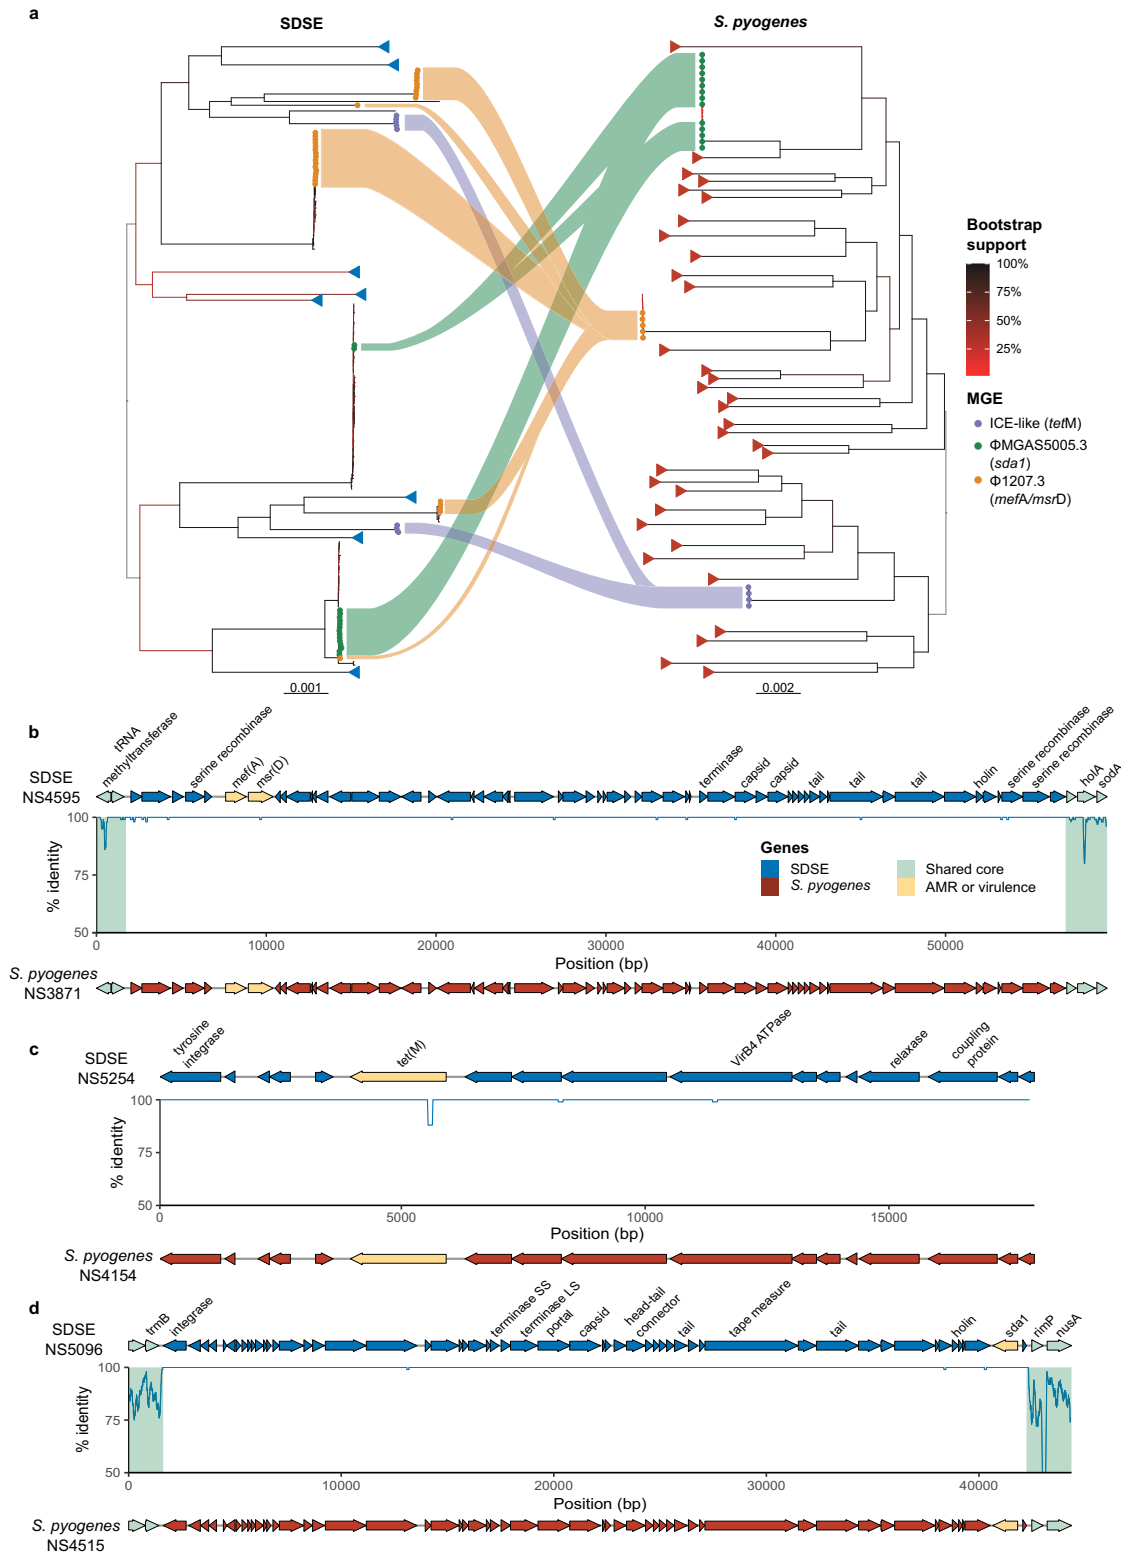 a
SDSE
S. pyogenes
Bootstrap
support
100%
75%
50%
25%
MGE
ICE-like (tetM)
ΦMGAS5005.3
(sda1)
Φ1207.3
(mefA/msrD)
0.001
0.002
b
SDSE
NS4595
tRNA
methyltransferase
serine recombinase
mef(A)
msr(D)
terminase
capsid
capsid
tail
tail
tail
holin
serine recombinase
serine recombinase
holA
sodA
100
75
50
% identity
0
10000
20000
30000
40000
50000
Position (bp)
Genes
SDSE
S. pyogenes
Shared core
AMR or virulence
S. pyogenes
NS3871
c
SDSE
NS5254
tyrosine
integrase
tet(M)
VirB4 ATPase
relaxase
coupling
protein
100
75
50
% identity
0
5000
10000
15000
Position (bp)
S. pyogenes
NS4154
d
SDSE
NS5096
trmB
integrase
terminase SS
terminase LS
portal
capsid
head-tail
connector
tail
tape measure
tail
holin
sda1
rimP
nusA
100
75
50
% identity
0
10000
20000
30000
40000
Position (bp)
S. pyogenes
NS4515